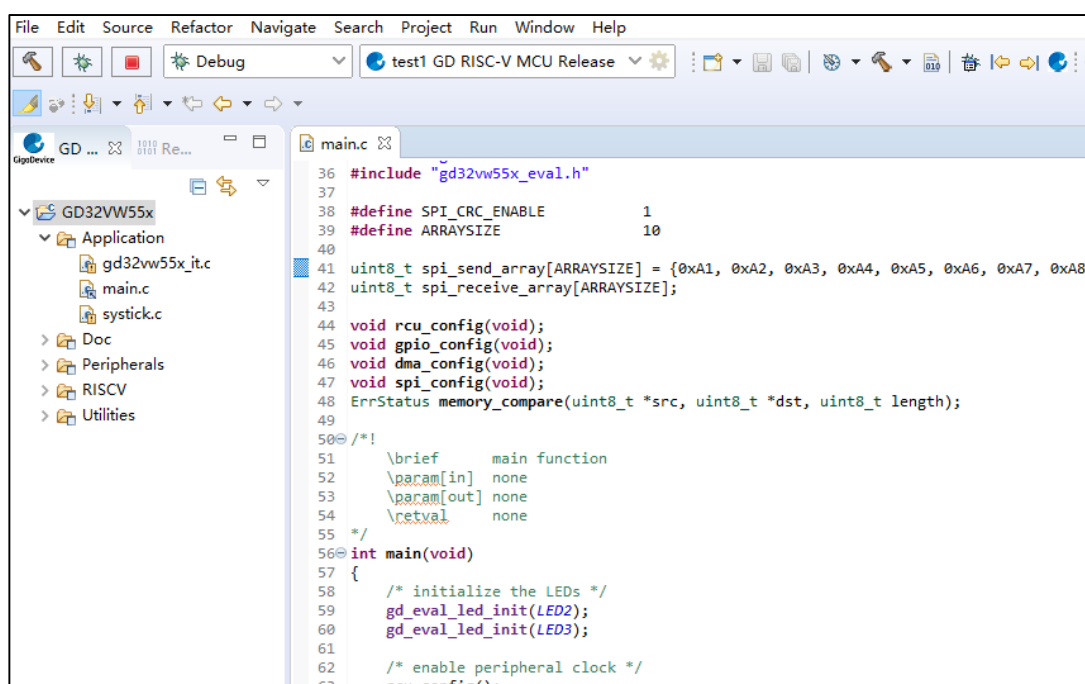 File Edit Source Refactor Navigate Search Project Run Window Help
Debug
test1 GD RISC-V MCU Release
GigaDevice
GD ...
Re...
GD32VW55x
Application
gd32vw55x_it.c
main.c
systick.c
Doc
Peripherals
RISCV
Utilities
main.c
36 #include "gd32vw55x_eval.h"
37
38 #define SPI_CRC_ENABLE 1
39 #define ARRAYSIZE 10
40
41 uint8_t spi_send_array[ARRAYSIZE] = {0xA1, 0xA2, 0xA3, 0xA4, 0xA5, 0xA6, 0xA7, 0xA8
42 uint8_t spi_receive_array[ARRAYSIZE];
43
44 void rcu_config(void);
45 void gpio_config(void);
46 void dma_config(void);
47 void spi_config(void);
48 ErrStatus memory_compare(uint8_t *src, uint8_t *dst, uint8_t length);
49
50 /*!
51 \brief main function
52 \param[in] none
53 \param[out] none
54 \retval none
55 */
56 int main(void)
57 {
58 /* initialize the LEDs */
59 gd_eval_led_init(LED2);
60 gd_eval_led_init(LED3);
61
62 /* enable peripheral clock */